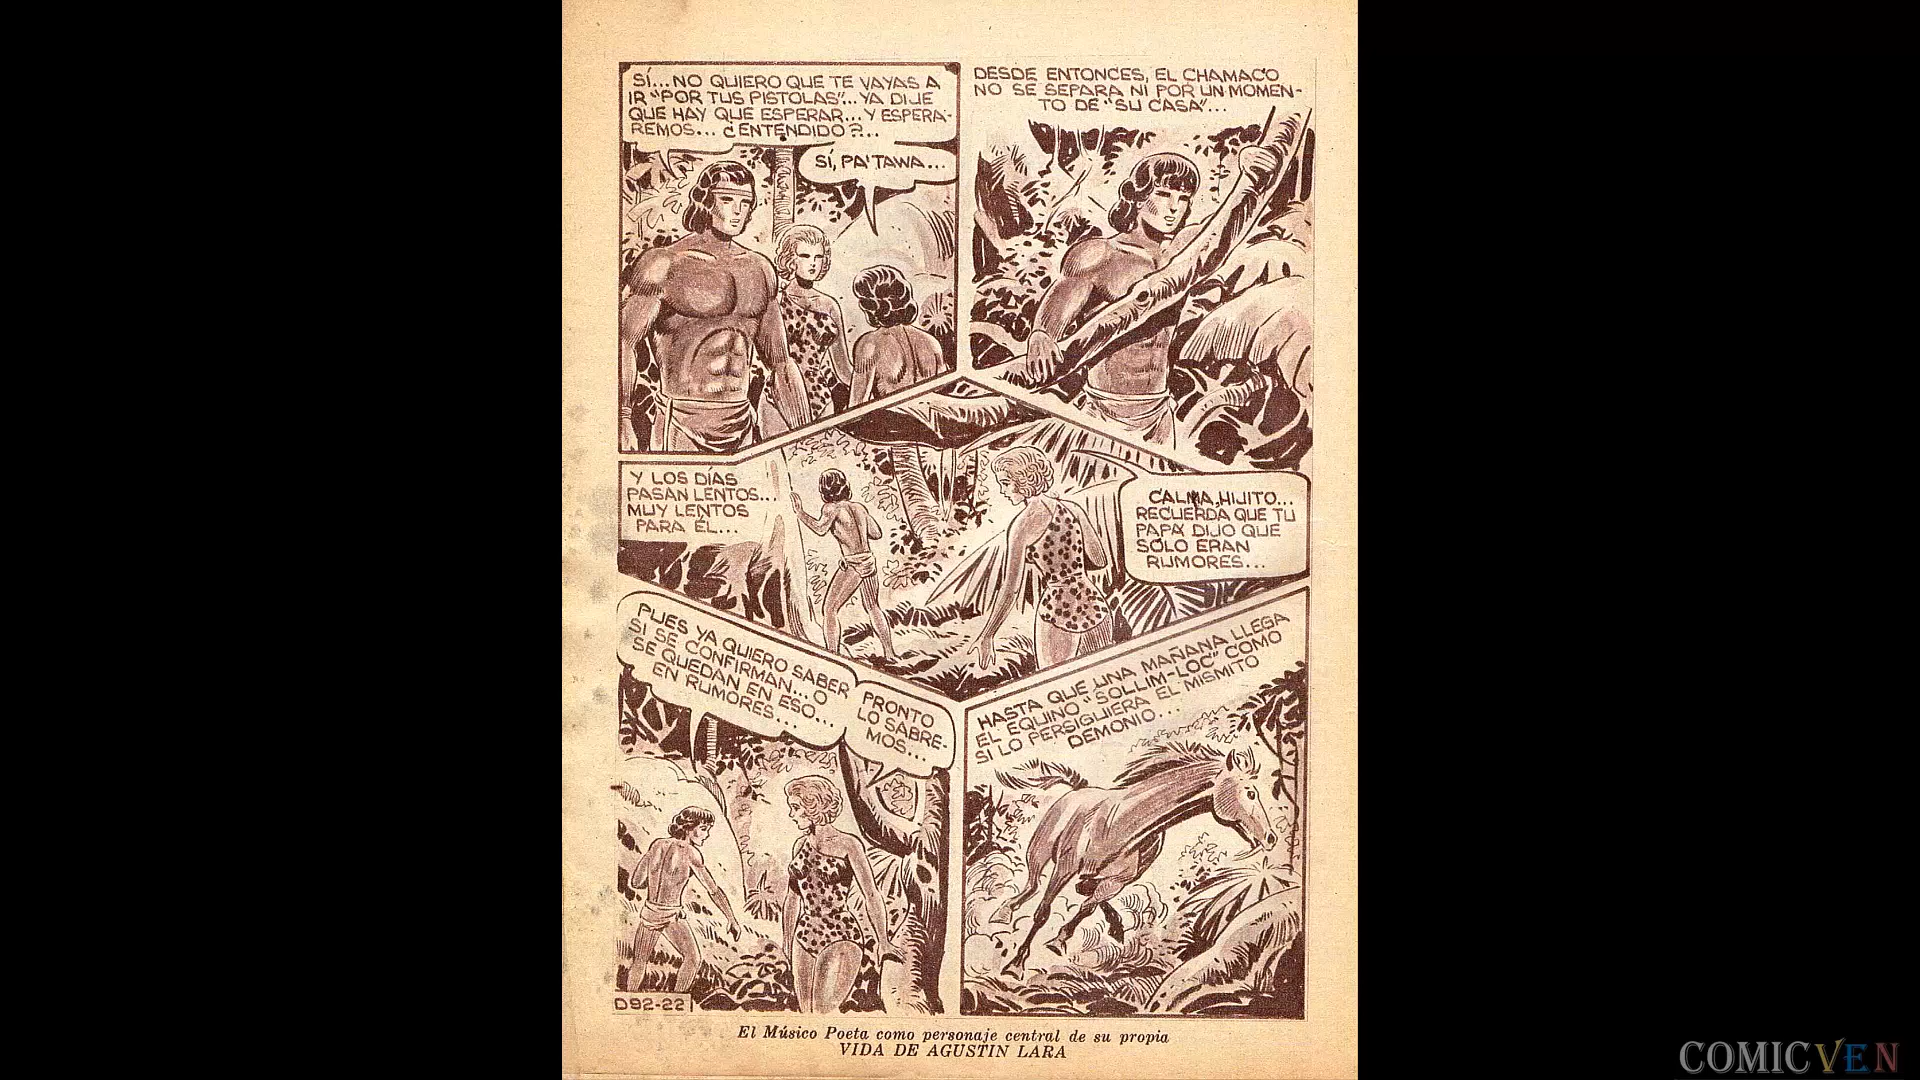 SÍ...NO QUIERO QUE TE VAYAS A
IR "POR TUS PISTOLAS"...YA DIJE
QUE HAY QUE ESPERAR...Y ESPERA-
REMOS... ¿ENTENDIDO?...
SÍ, PA'TAWA...
DESDE ENTONCES, EL CHAMACO
NO SE SEPARA NI POR UN MOMEN-
TO DE "SU CASA"...
Y LOS DÍAS
PASAN LENTOS...
MUY LENTOS
PARA ÉL...
CALMA, HIJITO...
RECUERDA QUE TU
PAPÁ DIJO QUE
SÓLO ERAN
RUMORES...
PUES YA QUIERO SABER
SI SE CONFIRMAN... O
SE QUEDAN EN ESO...
EN RUMORES...
PRONTO
LO SABRE-
MOS...
HASTA QUE UNA MAÑANA LLEGA
EL EQUINO "SOLLIM-LOC" COMO
SI LO PERSIGUIERA EL MISMITO
DEMONIO...
D92-22
El Músico Poeta como personaje central de su propia
VIDA DE AGUSTIN LARA
COMICVEN